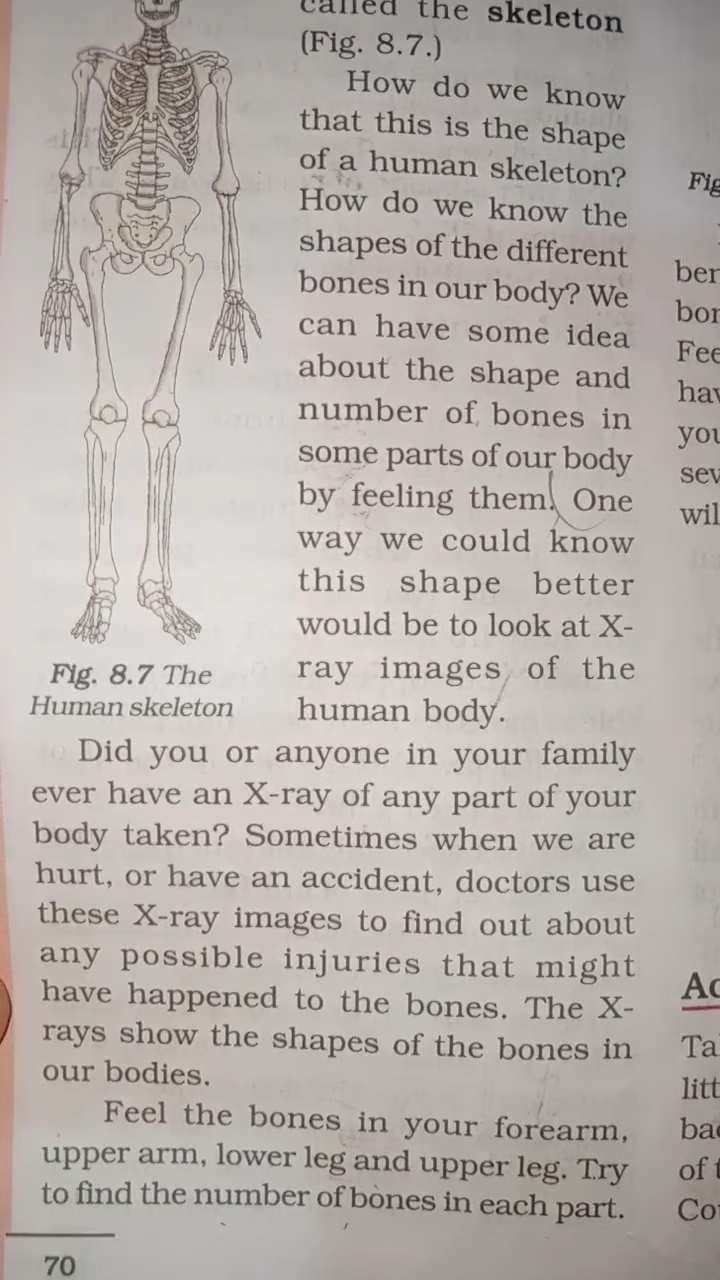 called the skeleton
(Fig. 8.7.)
How do we know
that this is the shape
of a human skeleton?
How do we know the
shapes of the different
bones in our body? We
can have some idea
about the shape and
number of bones in
some parts of our body
by feeling them. One
way we could know
this shape better
would be to look at X-
ray images of the
human body.
Fig. 8.7 The
Human skeleton
Did you or anyone in your family
ever have an X-ray of any part of your
body taken? Sometimes when we are
hurt, or have an accident, doctors use
these X-ray images to find out about
any possible injuries that might
have happened to the bones. The X-
rays show the shapes of the bones in
our bodies.
Feel the bones in your forearm,
upper arm, lower leg and upper leg. Try
to find the number of bones in each part.
70
Fig
ber
bor
Fee
hav
you
sev
wil
Ac
Ta
litt
bac
of t
Co